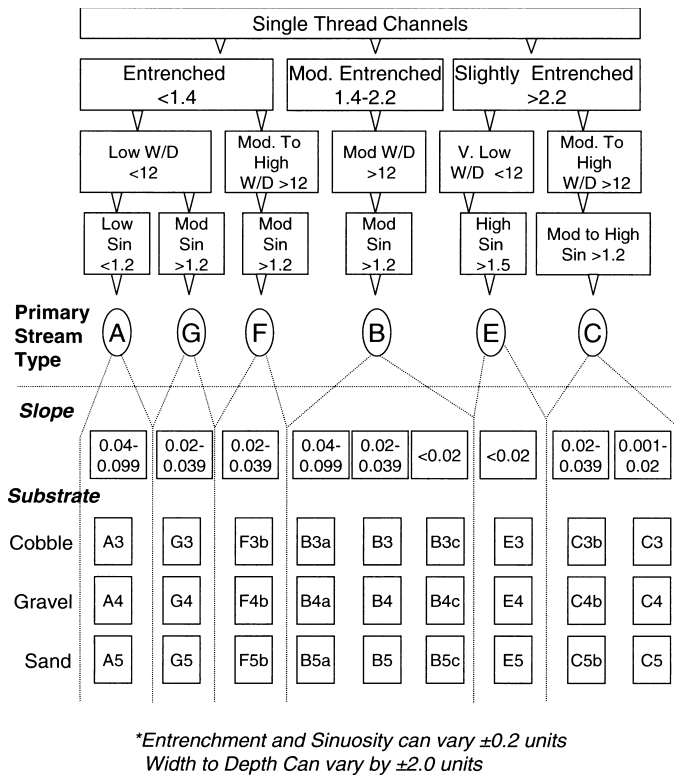 Single Thread Channels
Entrenched
<1.4
Mod. Entrenched
1.4-2.2
Slightly Entrenched
>2.2
Low W/D
<12
Mod. To
High
W/D >12
Mod W/D
>12
V. Low
W/D <12
Mod. To
High
W/D >12
Low
Sin
<1.2
Mod
Sin
>1.2
Mod
Sin
>1.2
Mod
Sin
>1.2
High
Sin
>1.5
Mod to High
Sin >1.2
Primary
Stream
Type
A
G
F
B
E
C
Slope
0.04-
0.099
0.02-
0.039
0.02-
0.039
0.04-
0.099
0.02-
0.039
<0.02
<0.02
0.02-
0.039
0.001-
0.02
Substrate
Cobble A3 G3 F3b B3a B3 B3c E3 C3b C3
Gravel A4 G4 F4b B4a B4 B4c E4 C4b C4
Sand A5 G5 F5b B5a B5 B5c E5 C5b C5
*Entrenchment and Sinuosity can vary ±0.2 units
Width to Depth Can vary by ±2.0 units